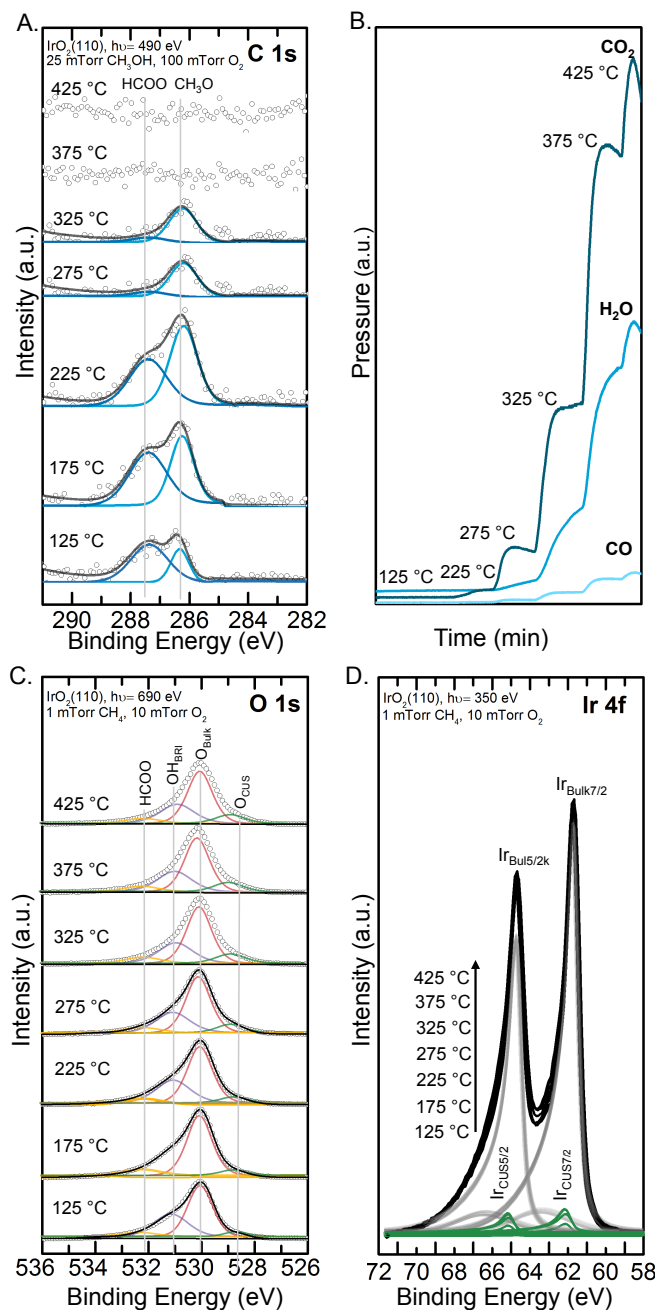 A.
IrO2(110), hυ= 490 eV
25 mTorr CH3OH, 100 mTorr O2
C 1s
HCOO CH3O
425 °C
375 °C
325 °C
275 °C
225 °C
175 °C
125 °C
Intensity (a.u.)
290 288 286 284 282
Binding Energy (eV)
B.
CO2
425 °C
375 °C
H2O
325 °C
275 °C
CO
125 °C
225 °C
Pressure (a.u.)
Time (min)
C.
IrO2(110), hυ= 690 eV
1 mTorr CH4, 10 mTorr O2
O 1s
HCOO
OHBRI
OBulk
OCUS
425 °C
375 °C
325 °C
275 °C
225 °C
175 °C
125 °C
Intensity (a.u.)
536 534 532 530 528 526
Binding Energy (eV)
D.
IrO2(110), hυ= 350 eV
1 mTorr CH4, 10 mTorr O2
Ir 4f
IrBulk7/2
IrBul5/2k
425 °C
375 °C
325 °C
275 °C
225 °C
175 °C
125 °C
IrCUS5/2
IrCUS7/2
Intensity (a.u.)
72 70 68 66 64 62 60 58
Binding Energy (eV)